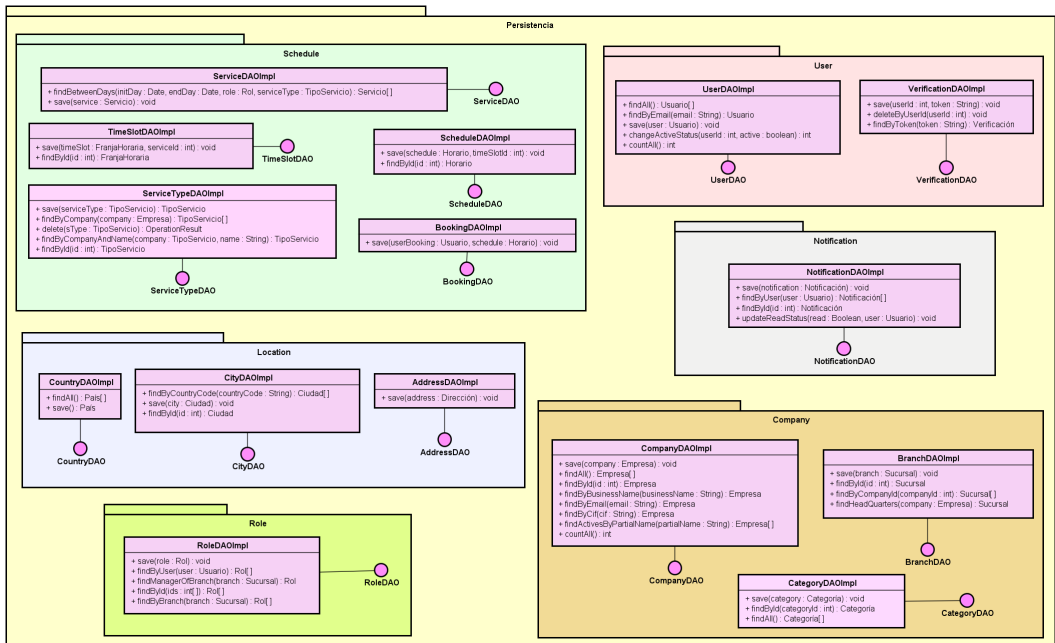 Persistencia
Schedule
ServiceDAOImpl
+ findBetweenDays(initDay : Date, endDay : Date, role : Rol, serviceType : TipoServicio) : Servicio[]
+ save(service : Servicio) : void
ServiceDAO
TimeSlotDAOImpl
+ save(timeSlot : FranjaHoraria, serviceId : int) : void
+ findById(id : int) : FranjaHoraria
TimeSlotDAO
ScheduleDAOImpl
+ save(schedule : Horario, timeSlotId : int) : void
+ findById(id : int) : Horario
ScheduleDAO
ServiceTypeDAOImpl
+ save(serviceType : TipoServicio) : TipoServicio
+ findByCompany(company : Empresa) : TipoServicio[]
+ delete(sType : TipoServicio) : OperationResult
+ findByCompanyAndName(company : TipoServicio, name : String) : TipoServicio
+ findById(id : int) : TipoServicio
ServiceTypeDAO
BookingDAOImpl
+ save(userBooking : Usuario, schedule : Horario) : void
BookingDAO
User
UserDAOImpl
+ findAll() : Usuario[]
+ findByEmail(email : String) : Usuario
+ save(user : Usuario) : void
+ changeActiveStatus(userId : int, active : boolean) : int
+ countAll() : int
UserDAO
VerificationDAOImpl
+ save(userId : int, token : String) : void
+ deleteByUserId(userId : int) : void
+ findByToken(token : String) : Verificación
VerificationDAO
Notification
NotificationDAOImpl
+ save(notification : Notificación) : void
+ findByUser(user : Usuario) : Notificación[]
+ findById(id : int) : Notificación
+ updateReadStatus(read : Boolean, user : Usuario) : void
NotificationDAO
Location
CountryDAOImpl
+ findAll() : País[]
+ save() : País
CountryDAO
CityDAOImpl
+ findByCountryCode(countryCode : String) : Ciudad[]
+ save(city : Ciudad) : void
+ findById(id : int) : Ciudad
CityDAO
AddressDAOImpl
+ save(address : Dirección) : void
AddressDAO
Company
CompanyDAOImpl
+ save(company : Empresa) : void
+ findAll() : Empresa[]
+ findById(id : int) : Empresa
+ findByBusinessName(businessName : String) : Empresa
+ findByEmail(email : String) : Empresa
+ findByCif(cif : String) : Empresa
+ findActivesByPartialName(partialName : String) : Empresa[]
+ countAll() : int
CompanyDAO
BranchDAOImpl
+ save(branch : Sucursal) : void
+ findById(id : int) : Sucursal
+ findByCompanyId(companyId : int) : Sucursal[]
+ findHeadQuarters(company : Empresa) : Sucursal
BranchDAO
CategoryDAOImpl
+ save(category : Categoria) : void
+ findById(categoryId : int) : Categoria
+ findAll() : Categoria[]
CategoryDAO
Role
RoleDAOImpl
+ save(role : Rol) : void
+ findByUser(user : Usuario) : Rol[]
+ findManagerOfBranch(branch : Sucursal) : Rol
+ findById(ids : int[]) : Rol[]
+ findByBranch(branch : Sucursal) : Rol[]
RoleDAO